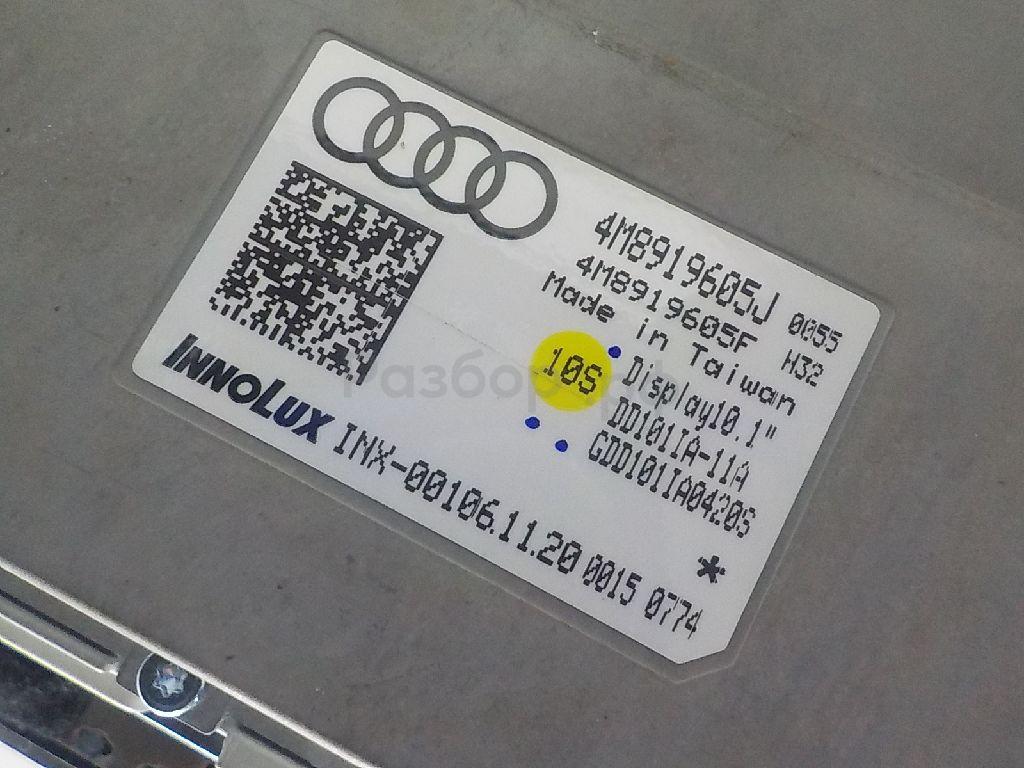 4M8919605J 0055
4M8919605F H32
Made in Taiwan
10S Display10.1"
DD101IA-11A
GDD101IA0420S
*
INNOLUX INX-00106.11.20 0015 0774